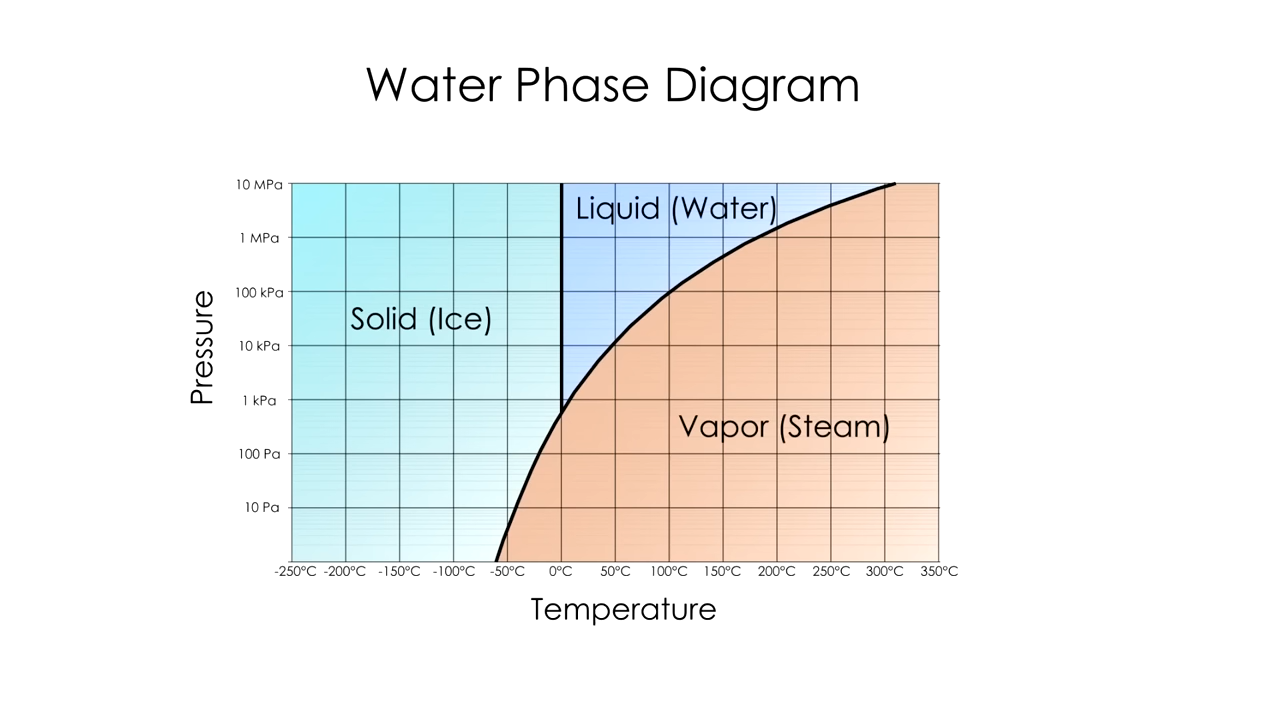 Water Phase Diagram
10 MPa
1 MPa
100 kPa
10 kPa
1 kPa
100 Pa
10 Pa
Pressure
Liquid (Water)
Solid (Ice)
Vapor (Steam)
-250°C -200°C -150°C -100°C -50°C 0°C 50°C 100°C 150°C 200°C 250°C 300°C 350°C
Temperature